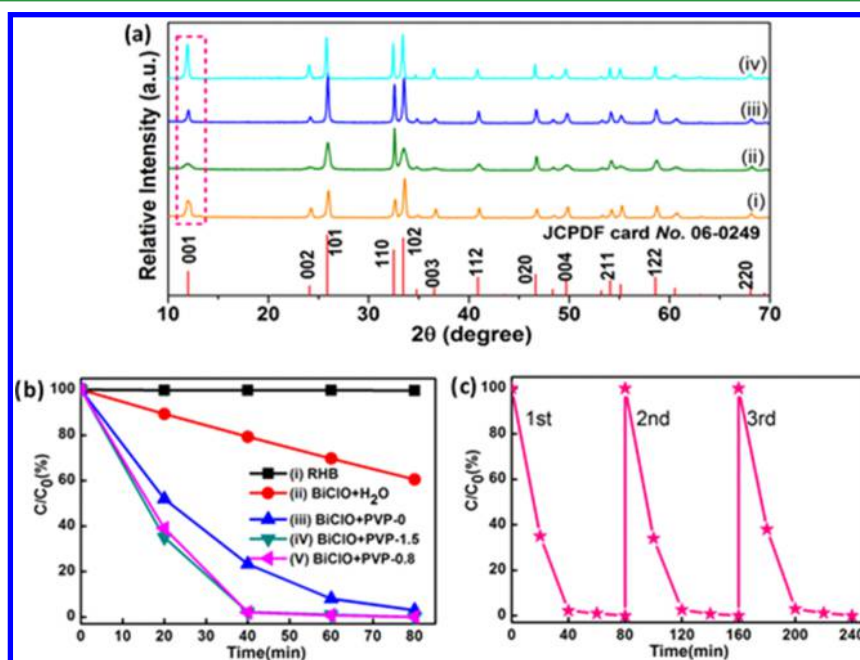 (a)
Relative Intensity (a.u.)
(iv)
(iii)
(ii)
(i)
JCPDF card No. 06-0249
001
002
101
110
102
003
112
020
004
211
122
220
10 20 30 40 50 60 70
2θ (degree)
(b)
C/C0(%)
100
80
60
40
20
0
(i) RHB
(ii) BiClO+H2O
(iii) BiClO+PVP-0
(iv) BiClO+PVP-1.5
(V) BiClO+PVP-0.8
0 10 20 30 40 50 60 70 80
Time(min)
(c)
C/C0(%)
100
80
60
40
20
0
1st
2nd
3rd
0 40 80 120 160 200 240
Time(min)